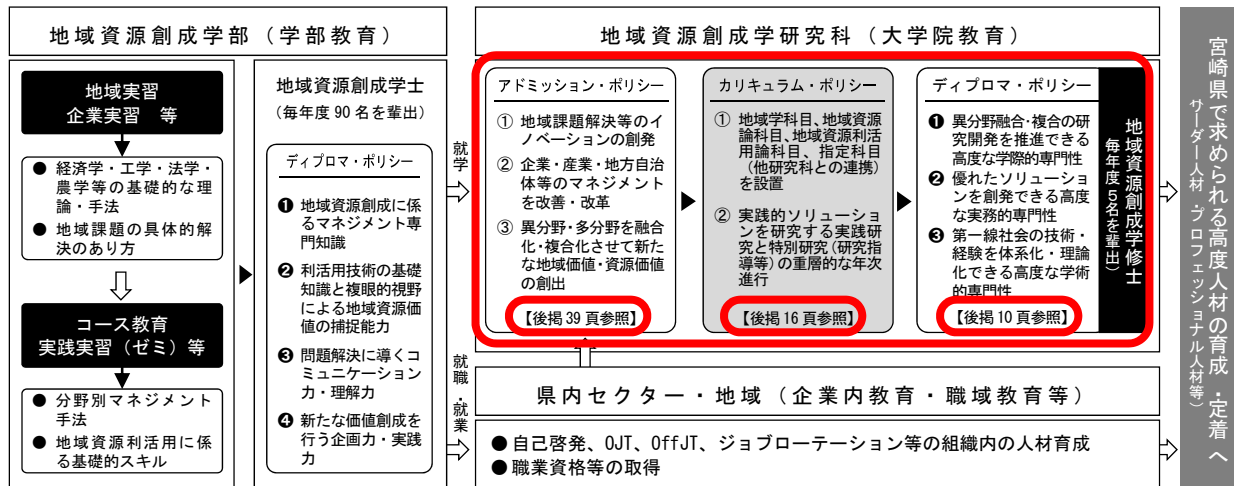 地域資源創成学部（学部教育）
地域実習
企業実習　等
● 経済学・工学・法学・
農学等の基礎的な理
論・手法
● 地域課題の具体的解
決のあり方
コース教育
実践実習（ゼミ）等
● 分野別マネジメント
手法
● 地域資源利活用に係
る基礎的スキル
地域資源創成学士
（毎年度 90 名を輩出）
ディプロマ・ポリシー
❶ 地域資源創成に係
るマネジメント専
門知識
❷ 利活用技術の基礎
知識と複眼的視野
による地域資源価
値の捕捉能力
❸ 問題解決に導くコ
ミュニケーション
力・理解力
❹ 新たな価値創成を
行う企画力・実践
力
就学
就職・就業
地域資源創成学研究科（大学院教育）
アドミッション・ポリシー
① 地域課題解決等のイ
ノベーションの創発
② 企業・産業・地方自治
体等のマネジメント
を改善・改革
③ 異分野・多分野を融合
化・複合化させて新た
な地域価値・資源価値
の創出
【後掲 39 頁参照】
カリキュラム・ポリシー
① 地域学科目、地域資源
論科目、地域資源利活
用論科目、指定科目
（他研究科との連携）
を設置
② 実践的ソリューショ
ンを研究する実践研
究と特別研究（研究指
導等）の重層的な年次
進行
【後掲 16 頁参照】
ディプロマ・ポリシー
❶ 異分野融合・複合の研
究開発を推進できる
高度な学際的専門性
❷ 優れたソリューショ
ンを創発できる高度
な実務的専門性
❸ 第一線社会の技術・
経験を体系化・理論
化できる高度な学術
的専門性
【後掲 10 頁参照】
地域資源創成学修士
（毎年度５名を輩出）
県内セクター・地域（企業内教育・職域教育等）
●自己啓発、OJT、OffJT、ジョブローテーション等の組織内の人材育成
●職業資格等の取得
宮崎県で求められる高度人材の育成・定着へ
（リーダー人材、プロフェッショナル人材等）